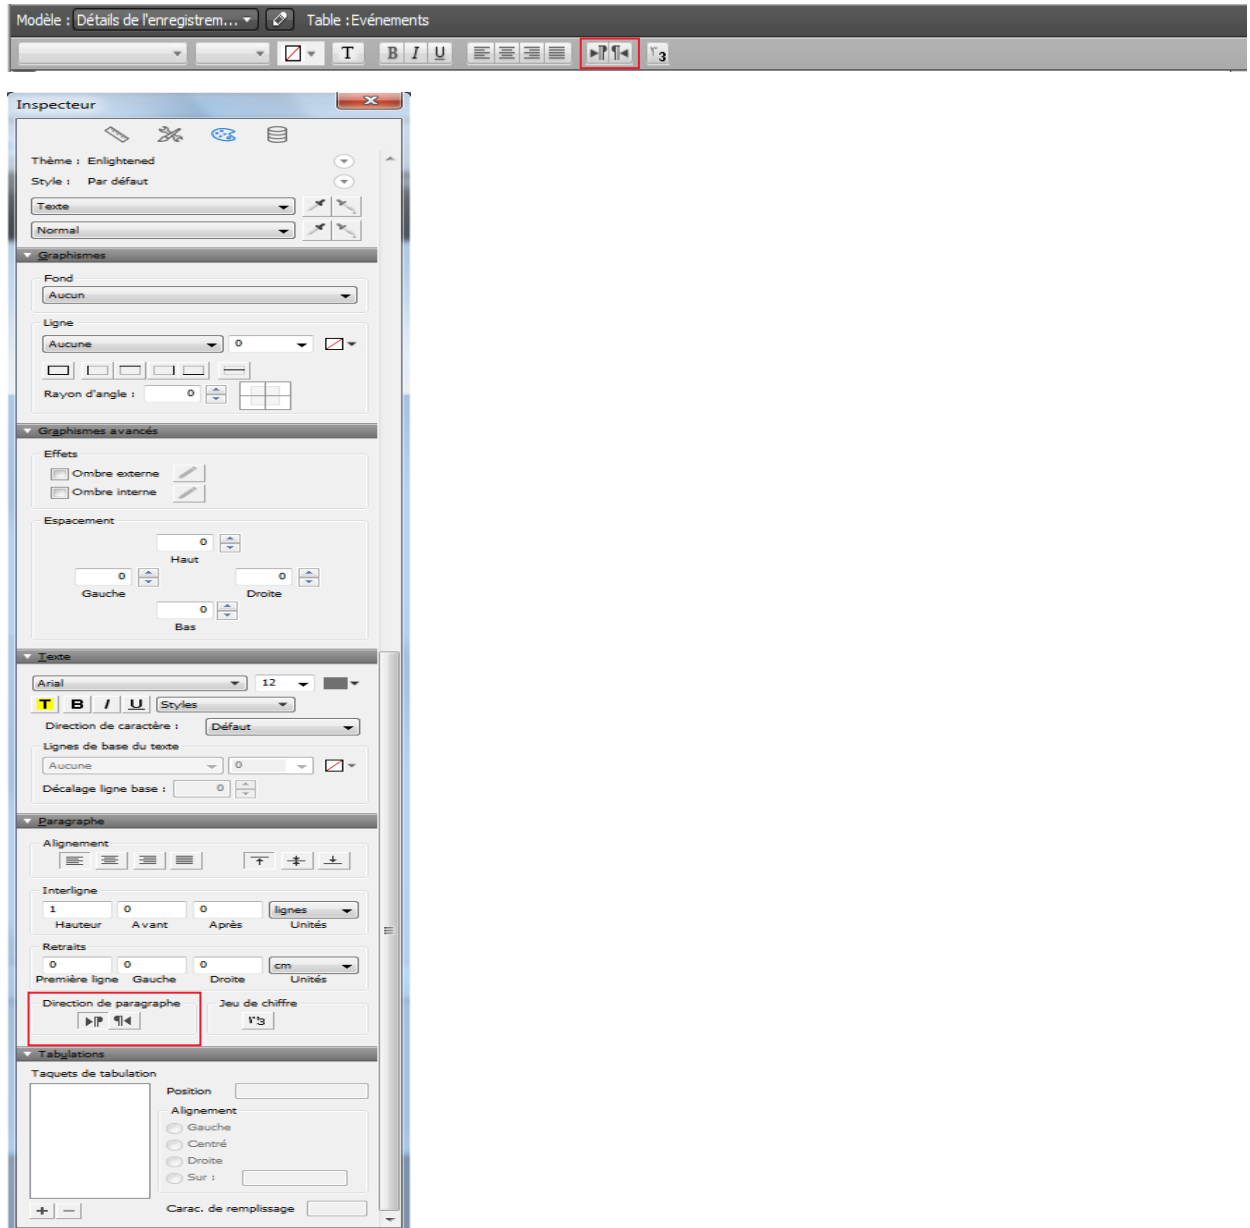 Modèle : Détails de l'enregistrem... Table :Evénements
T B I U ٣3
Inspecteur
Thème : Enlightened
Style : Par défaut
Texte
Normal
Graphismes
Fond
Aucun
Ligne
Aucune 0
Rayon d'angle : 0
Graphismes avancés
Effets
Ombre externe
Ombre interne
Espacement
0
Haut
0 0
Gauche Droite
0
Bas
Texte
Arial 12
T B I U Styles
Direction de caractère : Défaut
Lignes de base du texte
Aucune 0
Décalage ligne base : 0
Paragraphe
Alignement
Interligne
1 0 0 lignes
Hauteur Avant Après Unités
Retraits
0 0 0 cm
Première ligne Gauche Droite Unités
Direction de paragraphe Jeu de chiffre
٣3
Tabulations
Taquets de tabulation
Position
Alignement
Gauche
Centré
Droite
Sur :
Carac. de remplissage